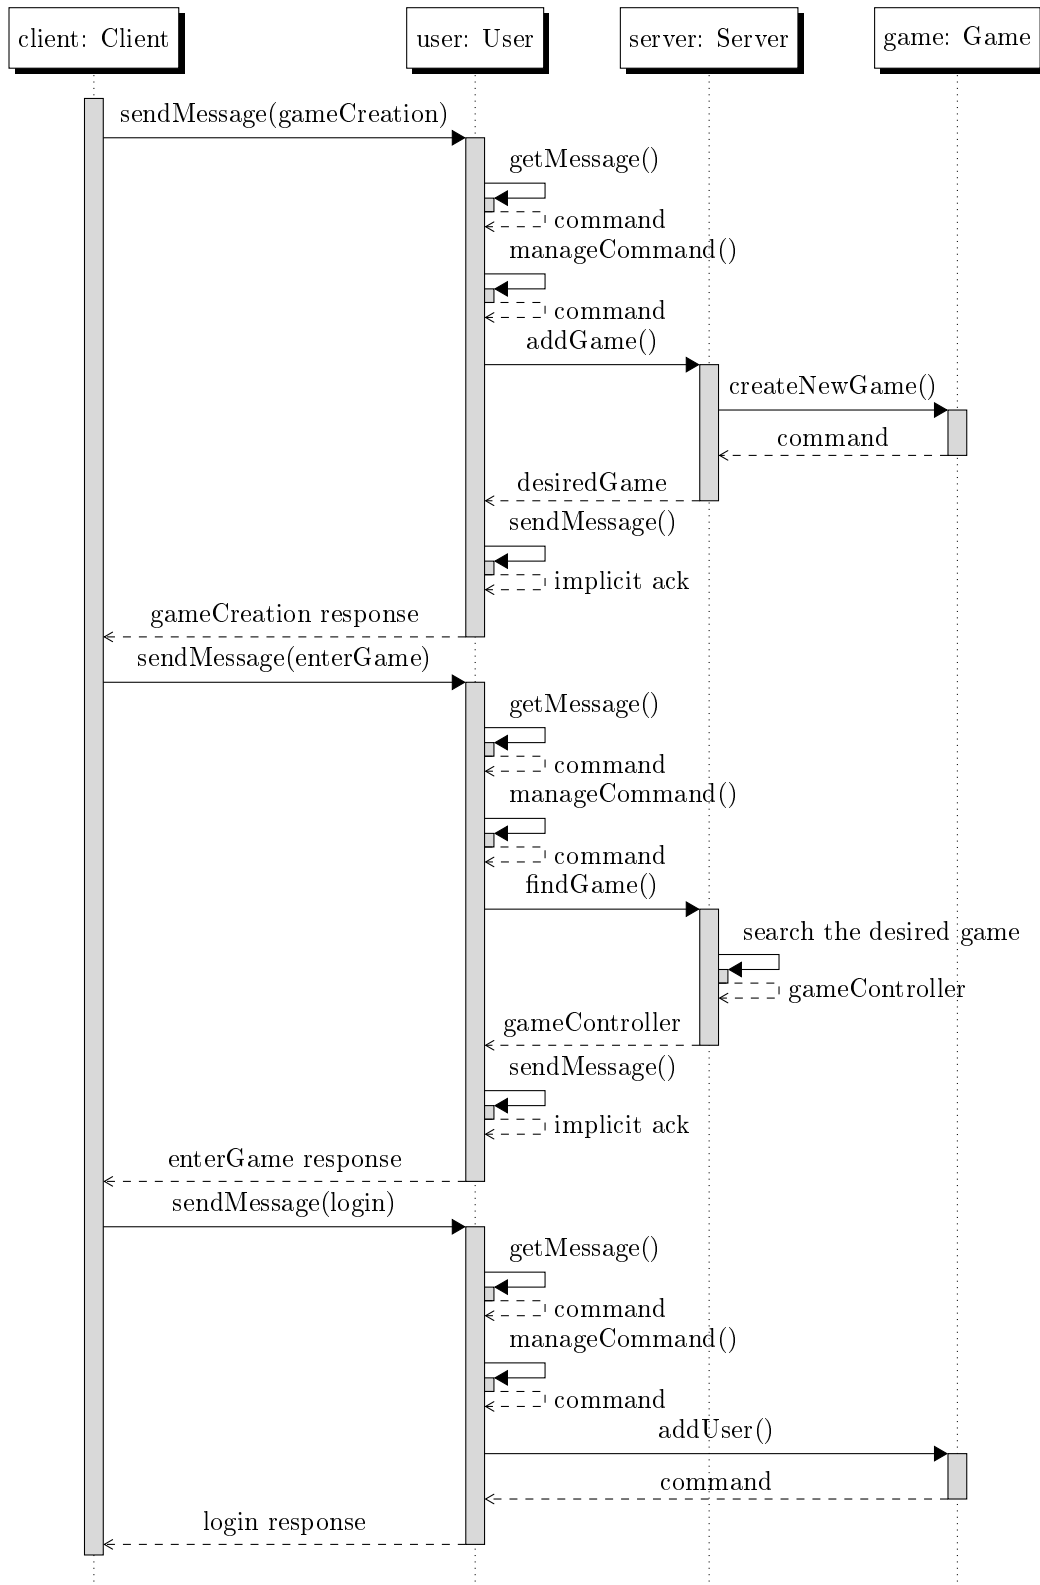 client: Client
user: User
server: Server
game: Game
sendMessage(gameCreation)
getMessage()
command
manageCommand()
command
addGame()
createNewGame()
command
desiredGame
sendMessage()
implicit ack
gameCreation response
sendMessage(enterGame)
getMessage()
command
manageCommand()
command
findGame()
search the desired game
gameController
gameController
sendMessage()
implicit ack
enterGame response
sendMessage(login)
getMessage()
command
manageCommand()
command
addUser()
command
login response